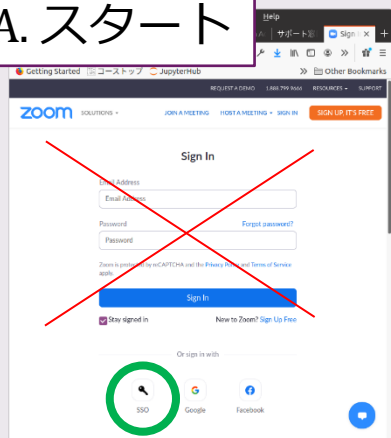 A. スタート
Help
サポート
Sign
Getting Started コーストップ JupyterHub
Other Bookmarks
REQUEST A DEMO 1.888.799.9666 RESOURCES SUPPORT
zoom SOLUTIONS JOIN A MEETING HOST A MEETING SIGN IN SIGN UP, IT'S FREE
Sign In
Email Address
Email Address
Password Forgot password?
Password
Zoom is protected by reCAPTCHA and the Privacy Policy and Terms of Service
apply.
Sign In
Stay signed in New to Zoom? Sign Up Free
Or sign in with
G
SSO Google Facebook